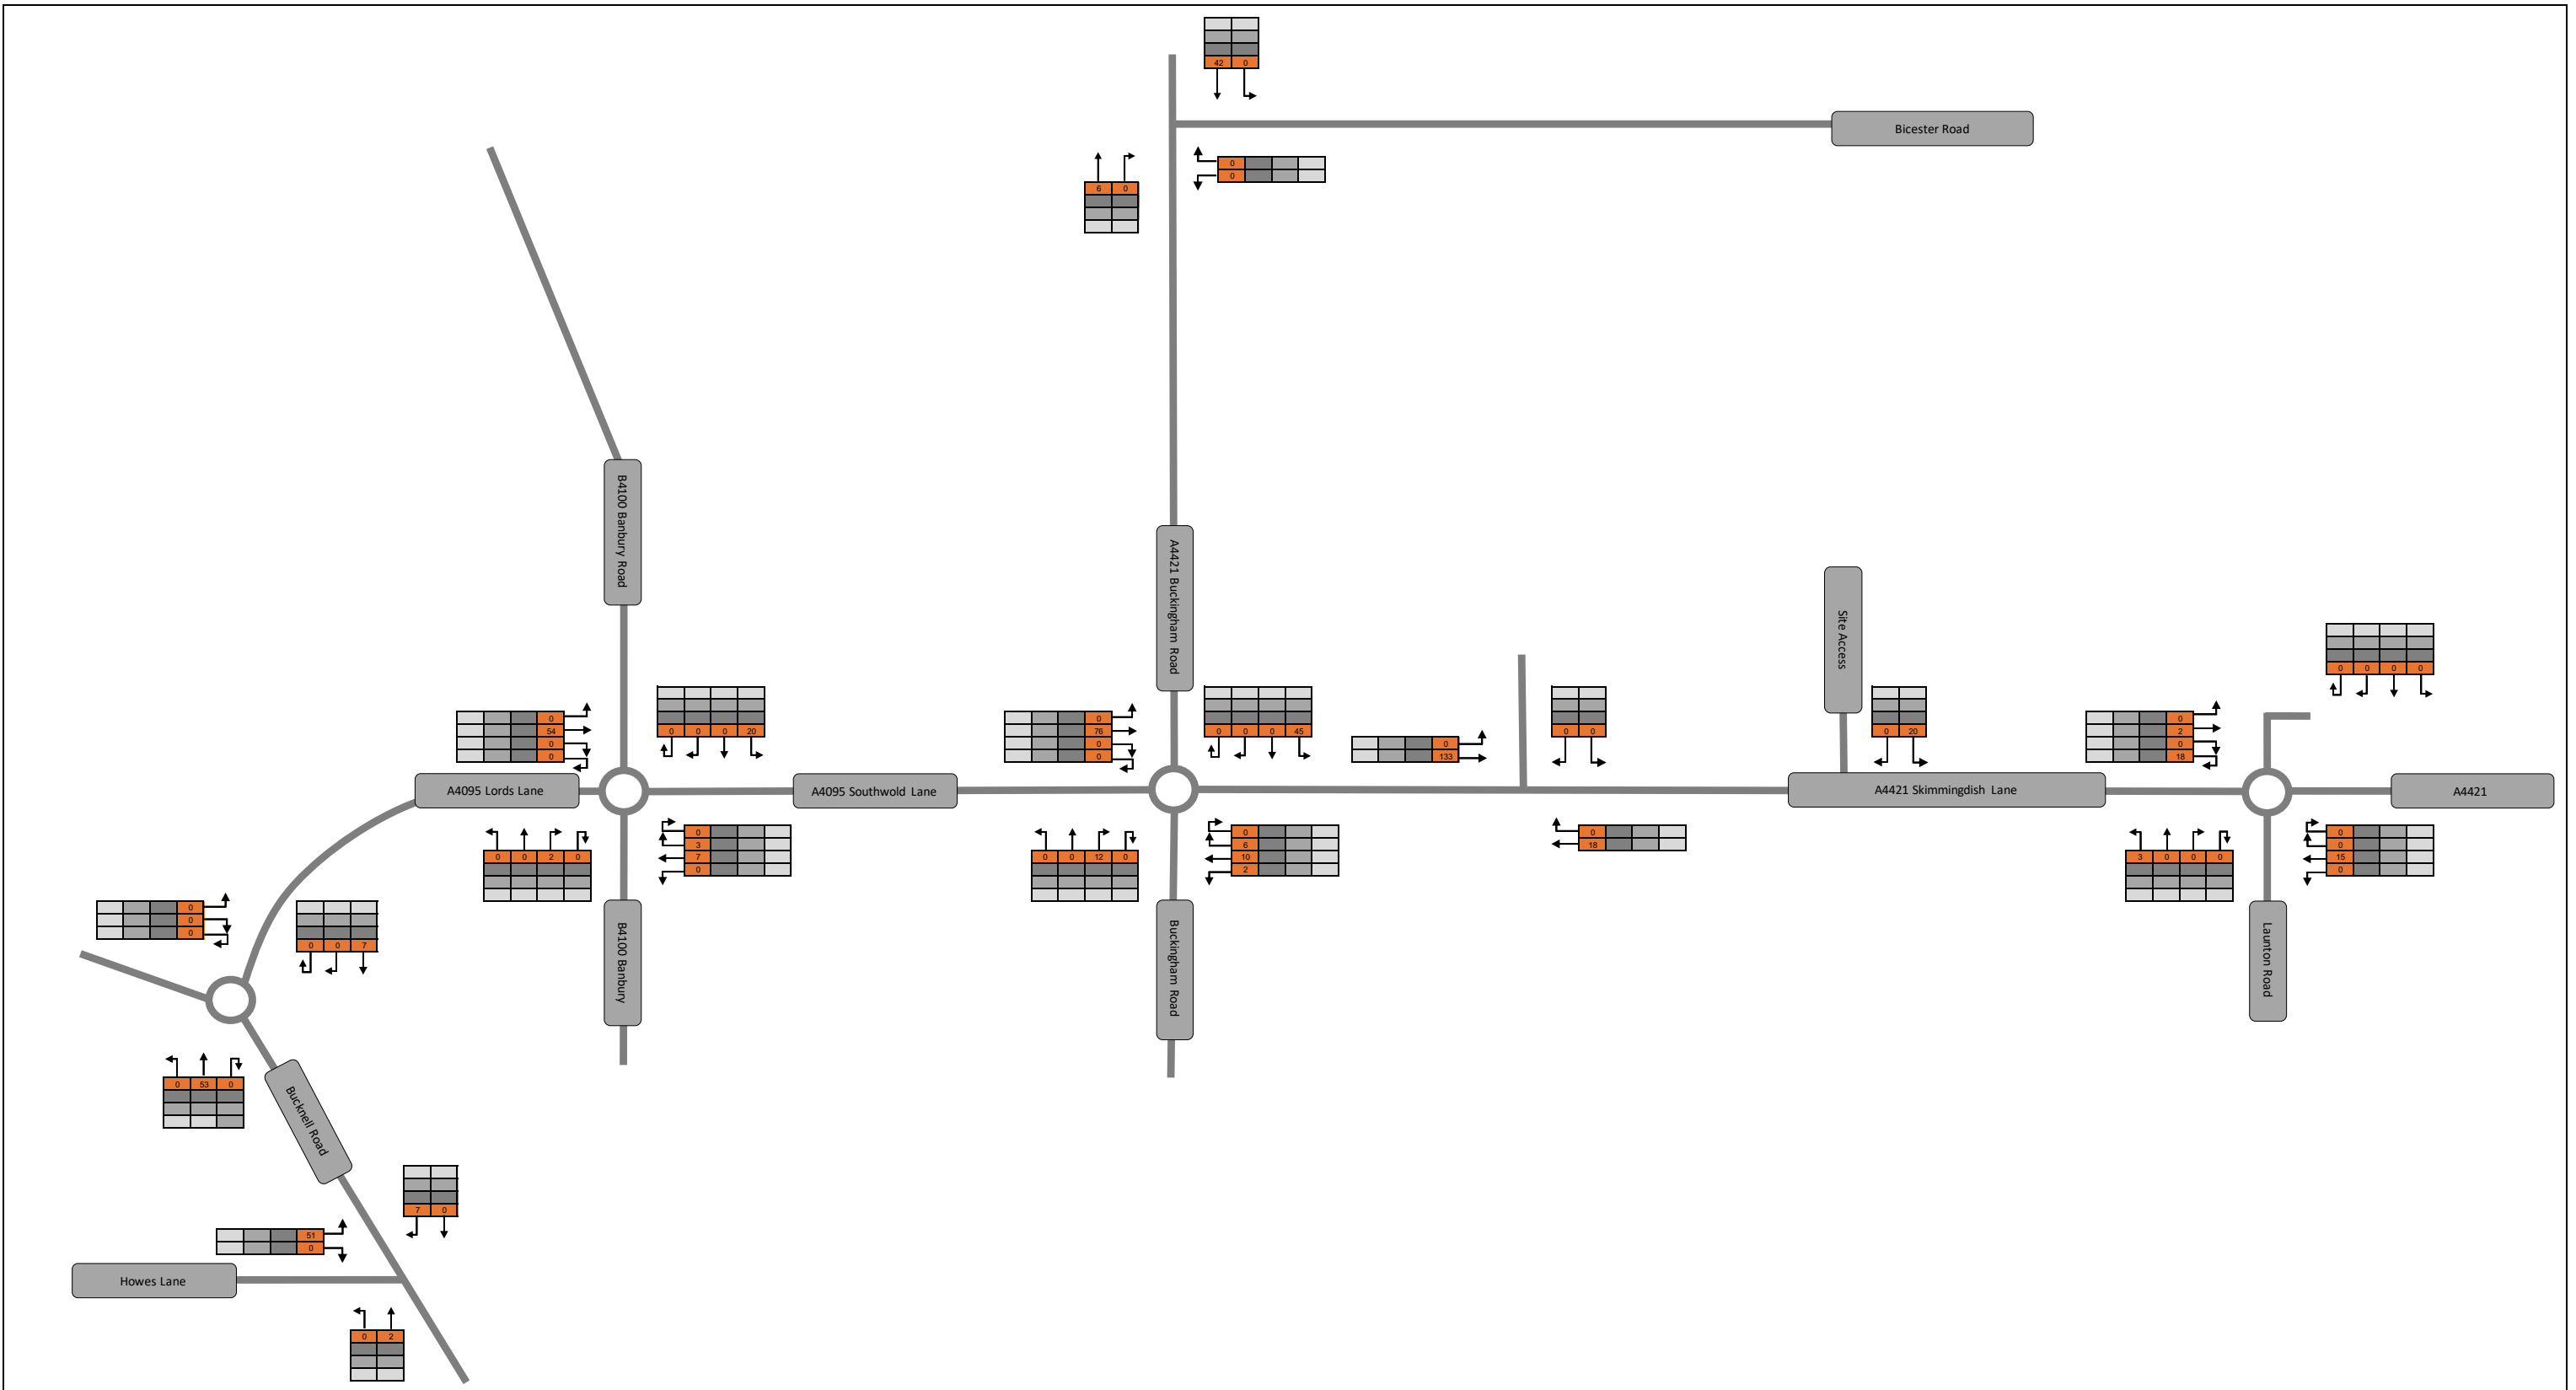 42 0
Bicester Road
0
0
6 0
B4100 Banbury Road
A4421 Buckingham Road
Site Access
0 0 0 0
0
54
0
0
0 0 0 20
0
76
0
0
0 0 0 45
0
133
0 0
0 20
0
2
0
18
A4095 Lords Lane
A4095 Southwold Lane
A4421 Skimmingdish Lane
A4421
0 0 2 0
0
3
7
0
0 0 12 0
0
6
10
2
0
18
3 0 0 0
0
0
15
0
0
0
0
0 0 7
B4100 Banbury
Buckingham Road
Launton Road
0 53 0
Bucknell Road
7 0
51
0
Howes Lane
0 2